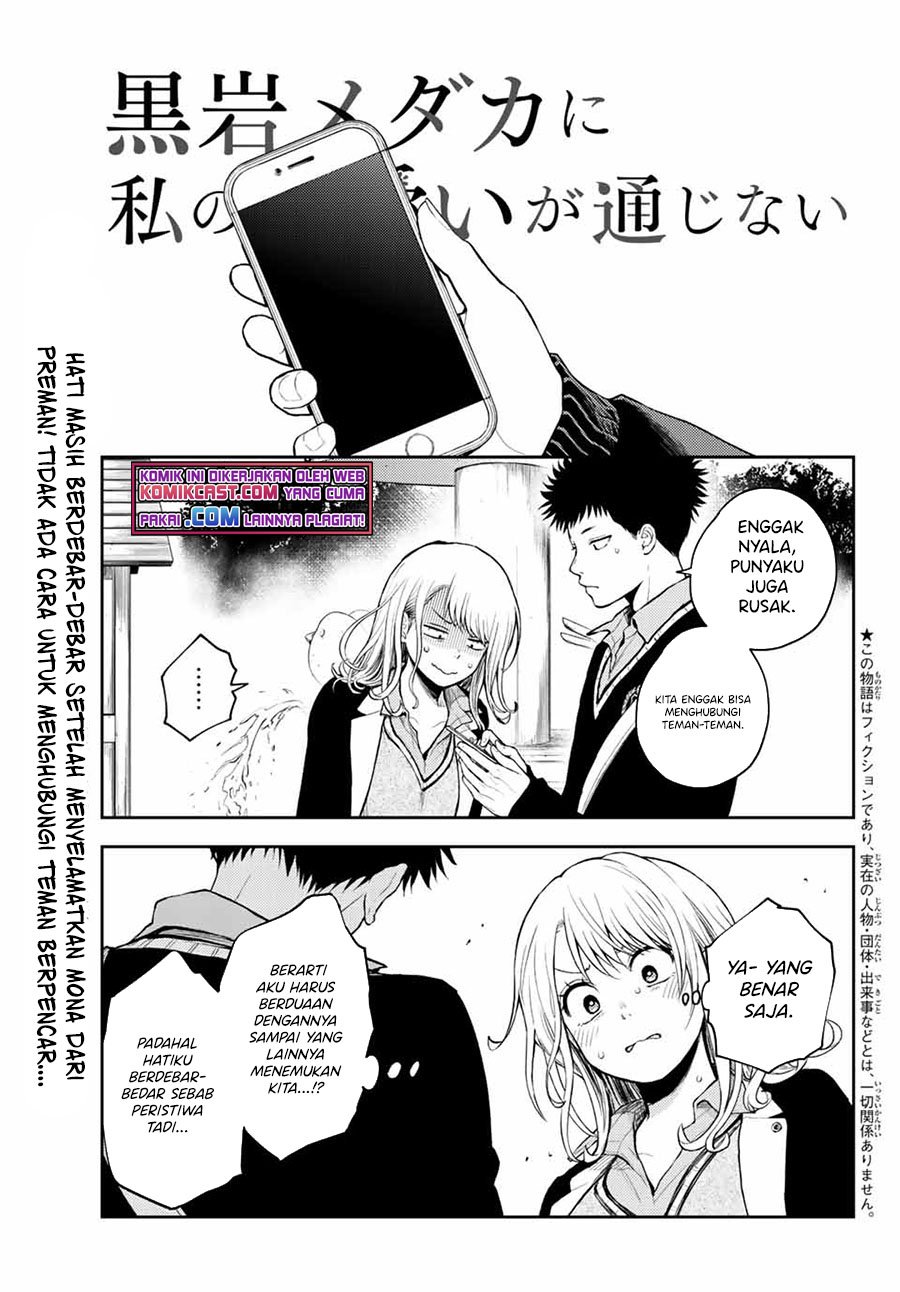 黒岩メダカに
私の いが通じない
HATI MASIH BERDEBAR-DEBAR SETELAH MENYELAMATKAN MONA DARI
PREMAN! TIDAK ADA CARA UNTUK MENGHUBUNGI TEMAN BERPENCAR....
KOMIK INI DIKERJAKAN OLEH WEB
KOMIKCAST.COM YANG CUMA
PAKAI .COM LAINNYA PLAGIAT!
ENGGAK
NYALA,
PUNYAKU
JUGA
RUSAK.
KITA ENGGAK BISA
MENGHUBUNGI
TEMAN-TEMAN.
......
YA- YANG
BENAR
SAJA.
BERARTI
AKU HARUS
BERDUAAN
DENGANNYA
SAMPAI YANG
LAINNYA
MENEMUKAN
KITA...!?
PADAHAL
HATIKU
BERDEBAR-
BEDAR SEBAB
PERISTIWA
TADI...
★この物語はフィクションであり、実在の人物・団体・出来事などとは、一切関係ありません。